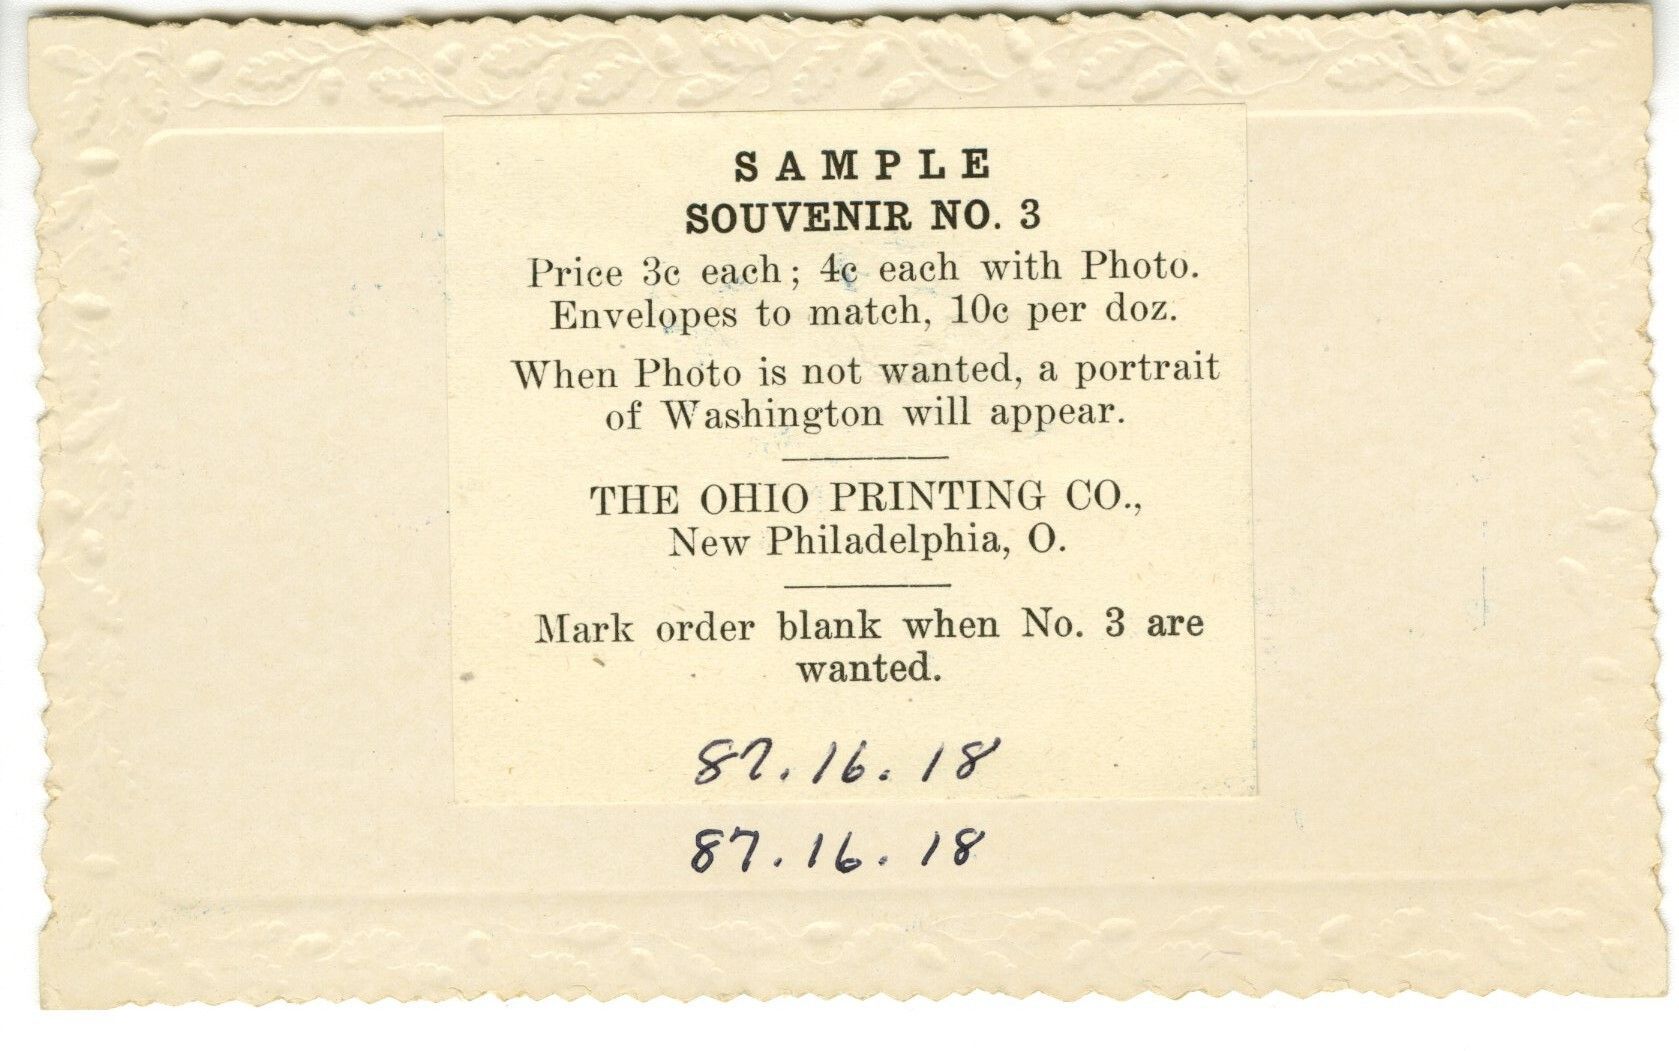 SAMPLE
SOUVENIR NO. 3
Price 3c each; 4c each with Photo.
Envelopes to match, 10c per doz.
When Photo is not wanted, a portrait
of Washington will appear.
THE OHIO PRINTING CO.,
New Philadelphia, O.
Mark order blank when No. 3 are
wanted.
87.16.18
87.16.18